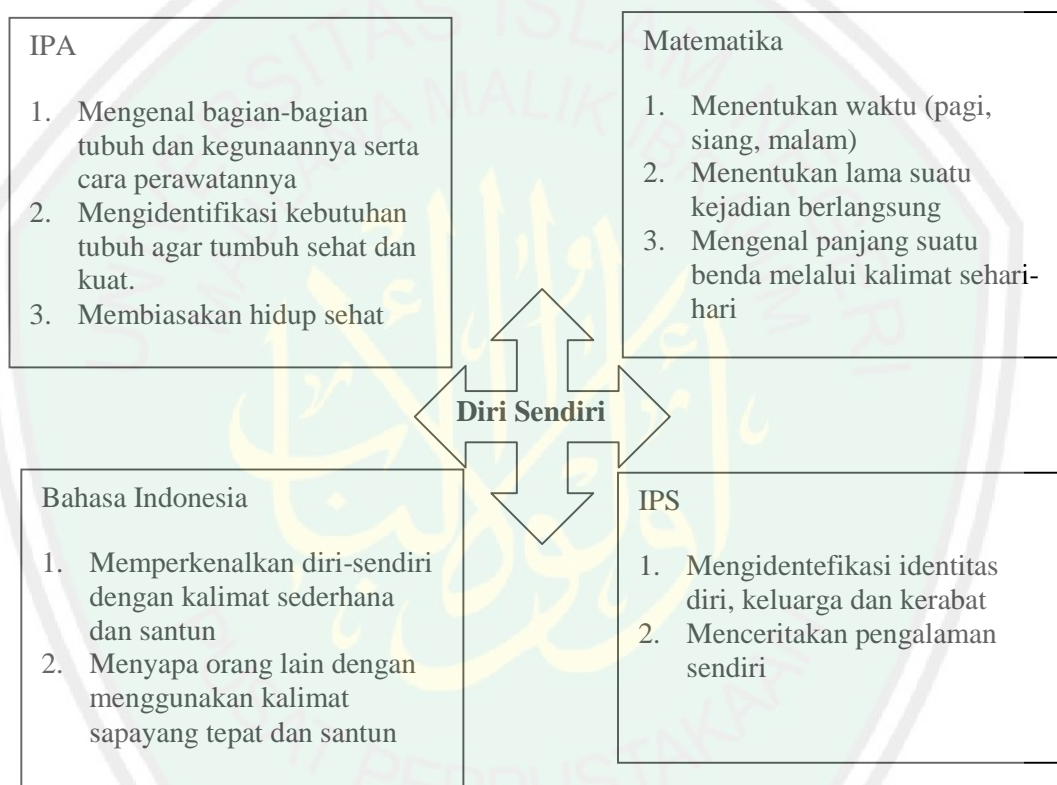 IPA
1. Mengenal bagian-bagian
tubuh dan kegunaannya serta
cara perawatannya
2. Mengidentifikasi kebutuhan
tubuh agar tumbuh sehat dan
kuat.
3. Membiasakan hidup sehat
Matematika
1. Menentukan waktu (pagi,
siang, malam)
2. Menentukan lama suatu
kejadian berlangsung
3. Mengenal panjang suatu
benda melalui kalimat sehari-
hari
Diri Sendiri
Bahasa Indonesia
1. Memperkenalkan diri-sendiri
dengan kalimat sederhana
dan santun
2. Menyapa orang lain dengan
menggunakan kalimat
sapayang tepat dan santun
IPS
1. Mengidentefikasi identitas
diri, keluarga dan kerabat
2. Menceritakan pengalaman
sendiri